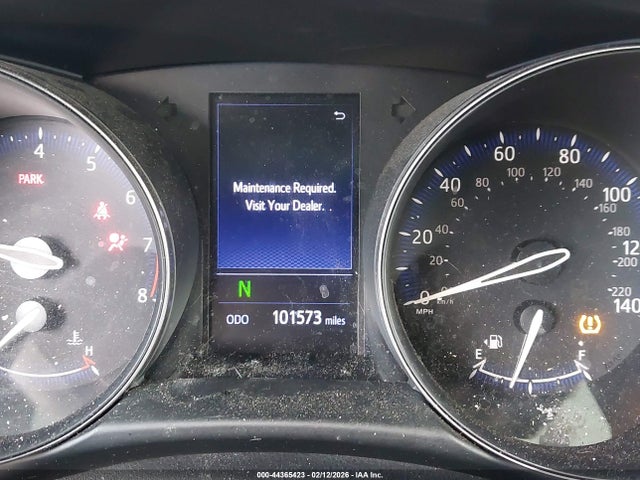 4
5
6
7
8
PARK
H
Maintenance Required.
Visit Your Dealer.
N
ODO 101573 miles
0
20
40
60
80
100
12
140
0
20
40
60
80
100
120
140
160
180
200
220
MPH
km/h
E
F
000-44365423 - 02/12/2026 - IAA Inc.